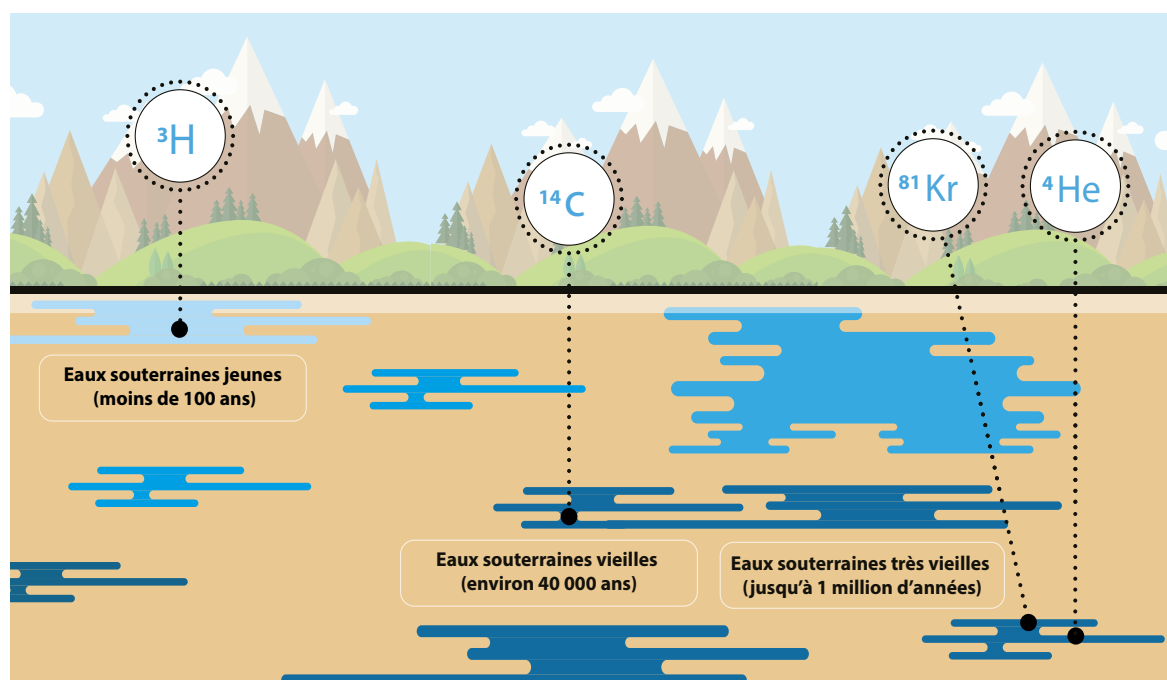 ³H
¹⁴C
⁸¹Kr
⁴He
Eaux souterraines jeunes
(moins de 100 ans)
Eaux souterraines vieilles
(environ 40 000 ans)
Eaux souterraines très vieilles
(jusqu’à 1 million d’années)